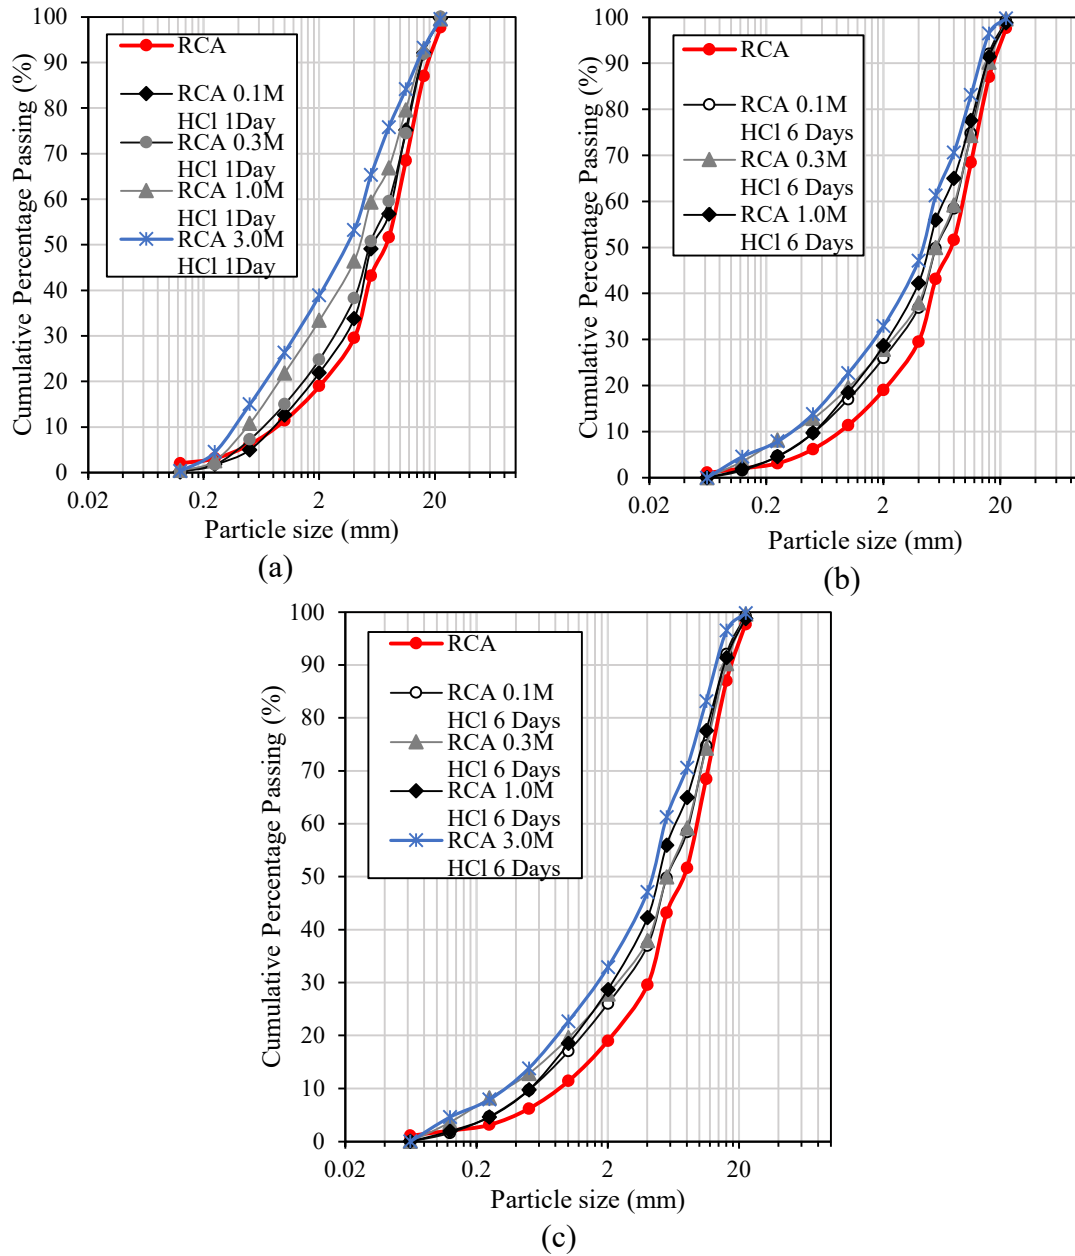 Cumulative Percentage Passing (%)
100
90
80
70
60
50
40
30
20
10
0
RCA
RCA 0.1M
HCl 1Day
RCA 0.3M
HCl 1Day
RCA 1.0M
HCl 1Day
RCA 3.0M
HCl 1Day
0.02
0.2
2
20
Particle size (mm)
(a)
Cumulative Percentage Passing (%)
100
90
80
70
60
50
40
30
20
10
0
RCA
RCA 0.1M
HCl 6 Days
RCA 0.3M
HCl 6 Days
RCA 1.0M
HCl 6 Days
0.02
0.2
2
20
Particle size (mm)
(b)
Cumulative Percentage Passing (%)
100
90
80
70
60
50
40
30
20
10
0
RCA
RCA 0.1M
HCl 6 Days
RCA 0.3M
HCl 6 Days
RCA 1.0M
HCl 6 Days
RCA 3.0M
HCl 6 Days
0.02
0.2
2
20
Particle size (mm)
(c)